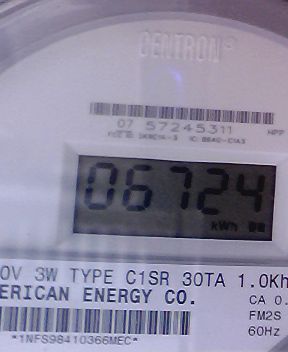 CENTRON®
07 57245311
HPP
06724
kWh
0V 3W TYPE C1SR 30TA 1.0Kh
ERICAN ENERGY CO.
CA 0.
FM2S
60Hz
*1NFS98410366MEC*